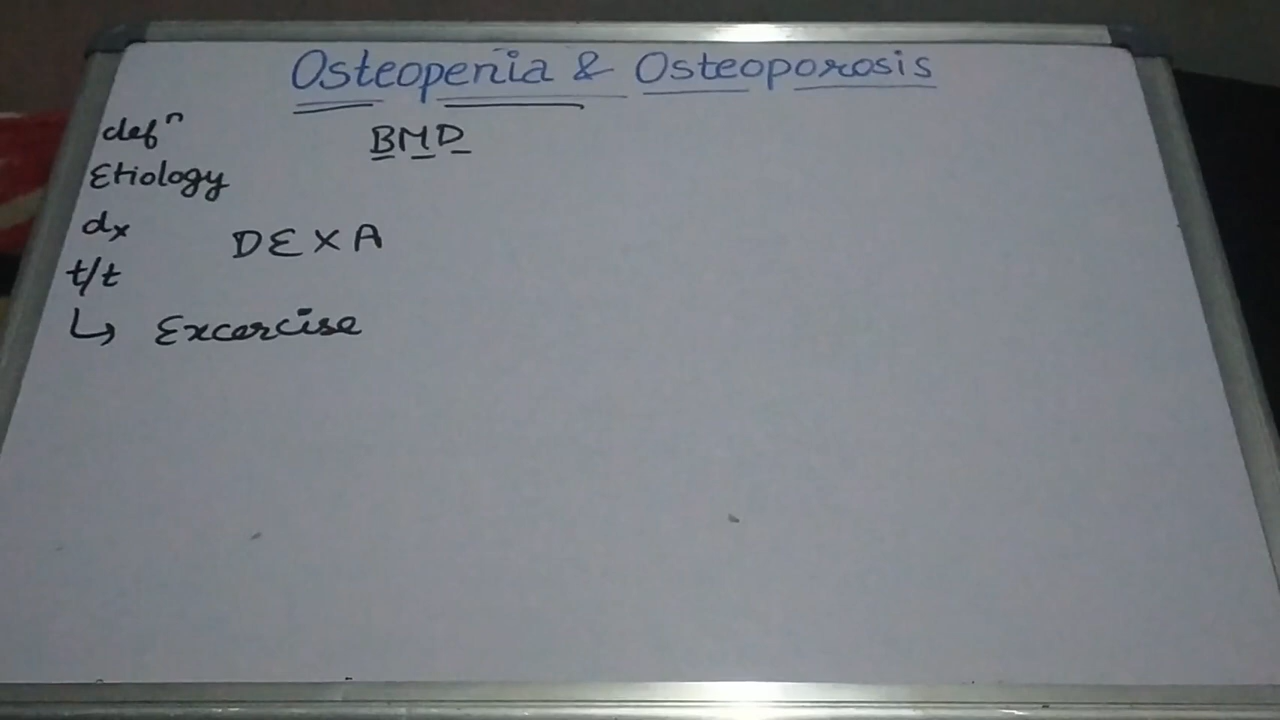 Osteopenia & Osteoporosis
defⁿ BMD
Etiology
dx DEXA
t/t
↳ Excercise